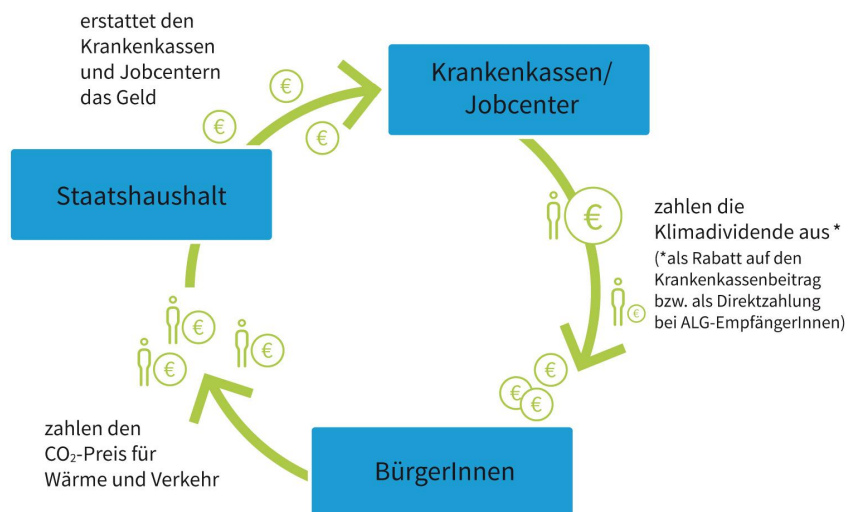 erstattet den
Krankenkassen
und Jobcentern
das Geld
Krankenkassen/
Jobcenter
€
€
€
Staatshaushalt
€
zahlen die
Klimadividende aus*
(*als Rabatt auf den
Krankenkassenbeitrag
bzw. als Direktzahlung
bei ALG-EmpfängerInnen)
€
€
€
€
€
€
€
zahlen den
CO₂-Preis für
Wärme und Verkehr
BürgerInnen